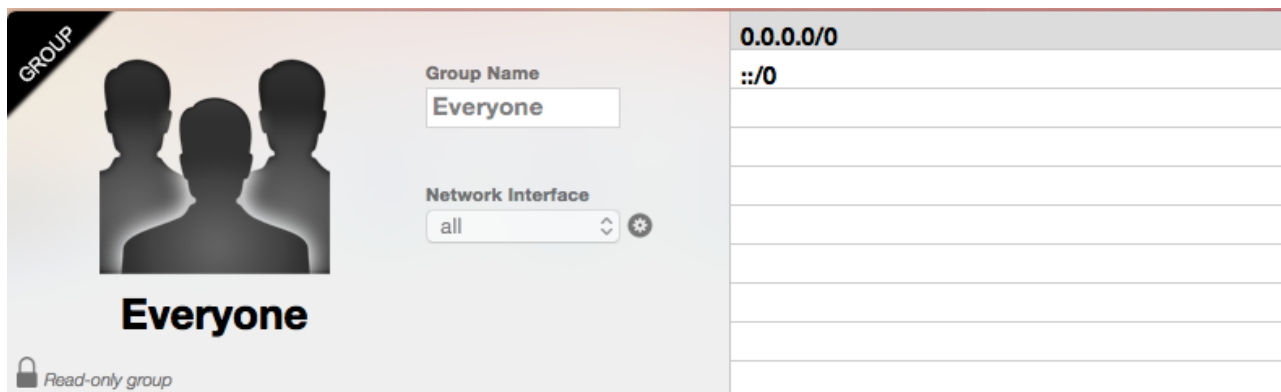 GROUP
Group Name
Everyone
Network Interface
all
Everyone
Read-only group
0.0.0.0/0
::/0